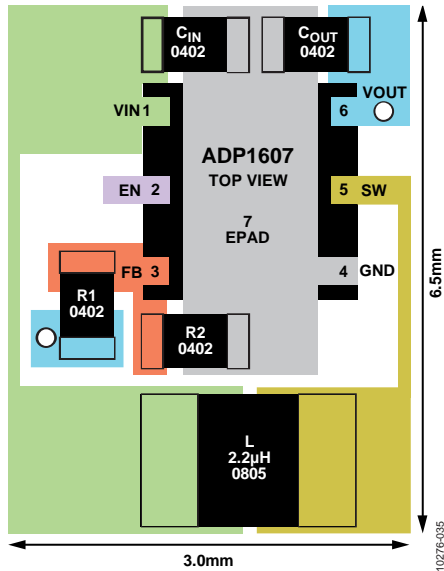 CIN
0402
COUT
0402
VOUT
VIN 1
6
ADP1607
TOP VIEW
EN 2
5 SW
7
EPAD
FB 3
4 GND
R1
0402
R2
0402
L
2.2µH
0805
6.5mm
3.0mm
10276-035